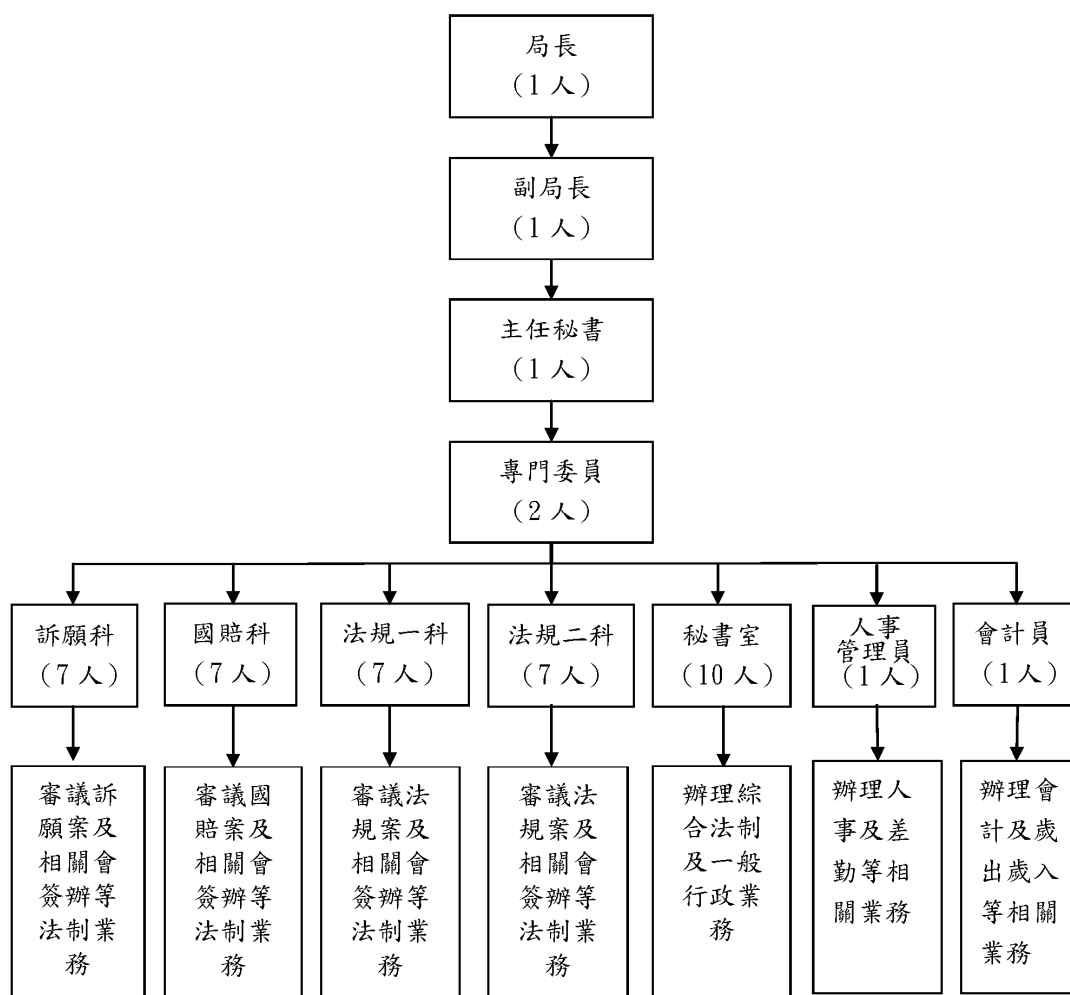 局長
(1人)
副局長
(1人)
主任秘書
(1人)
專門委員
(2人)
訴願科
(7人)
國賠科
(7人)
法規一科
(7人)
法規二科
(7人)
秘書室
(10人)
人事
管理員
(1人)
會計員
(1人)
審議訴
願案及
相關會
簽辦等
法制業
務
審議國
賠案及
相關會
簽辦等
法制業
務
審議法
規案及
相關會
簽辦等
法制業
務
審議法
規案及
相關會
簽辦等
法制業
務
辦理綜
合法制
及一般
行政業
務
辦理人
事及差
勤等相
關業務
辦理會
計及歲
出歲入
等相關
業務